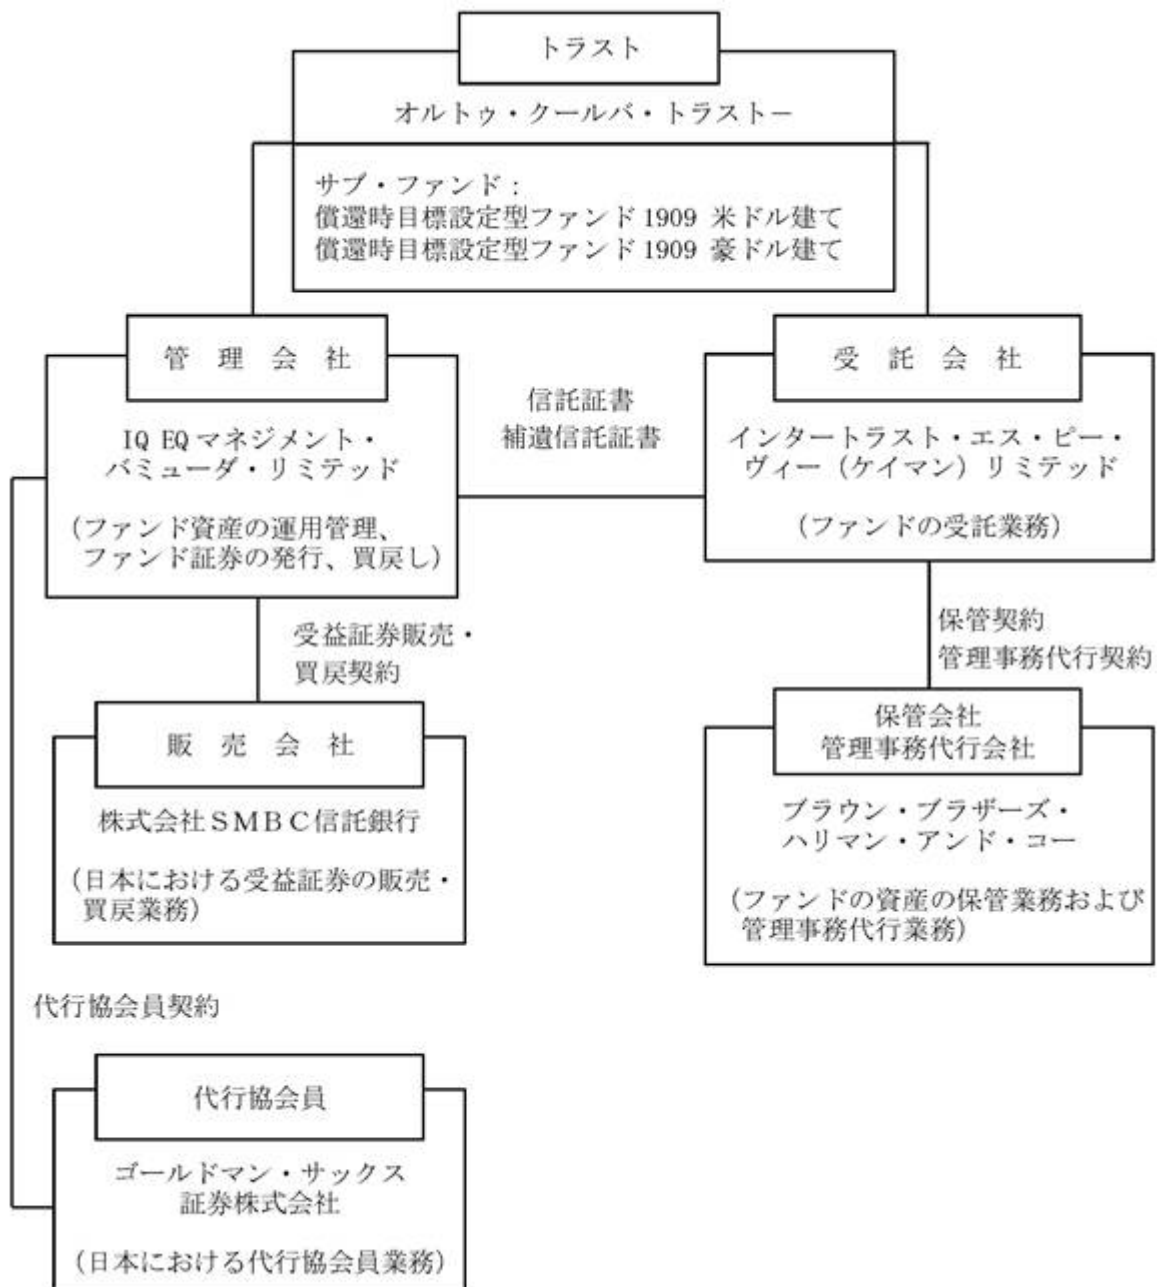 トラスト
オルトゥ・クールバ・トラスト－
サブ・ファンド：
償還時目標設定型ファンド1909 米ドル建て
償還時目標設定型ファンド1909 豪ドル建て
管 理 会 社
IQ EQマネジメント・
バミューダ・リミテッド
（ファンド資産の運用管理、
ファンド証券の発行、買戻し）
信託証書
補遺信託証書
受 託 会 社
インタートラスト・エス・ピー・
ヴィー（ケイマン）リミテッド
（ファンドの受託業務）
受益証券販売・
買戻契約
保管契約
管理事務代行契約
販 売 会 社
株式会社ＳＭＢＣ信託銀行
（日本における受益証券の販売・
買戻業務）
保管会社
管理事務代行会社
ブラウン・ブラザーズ・
ハリマン・アンド・コー
（ファンドの資産の保管業務および
管理事務代行業務）
代行協会員契約
代行協会員
ゴールドマン・サックス
証券株式会社
（日本における代行協会員業務）